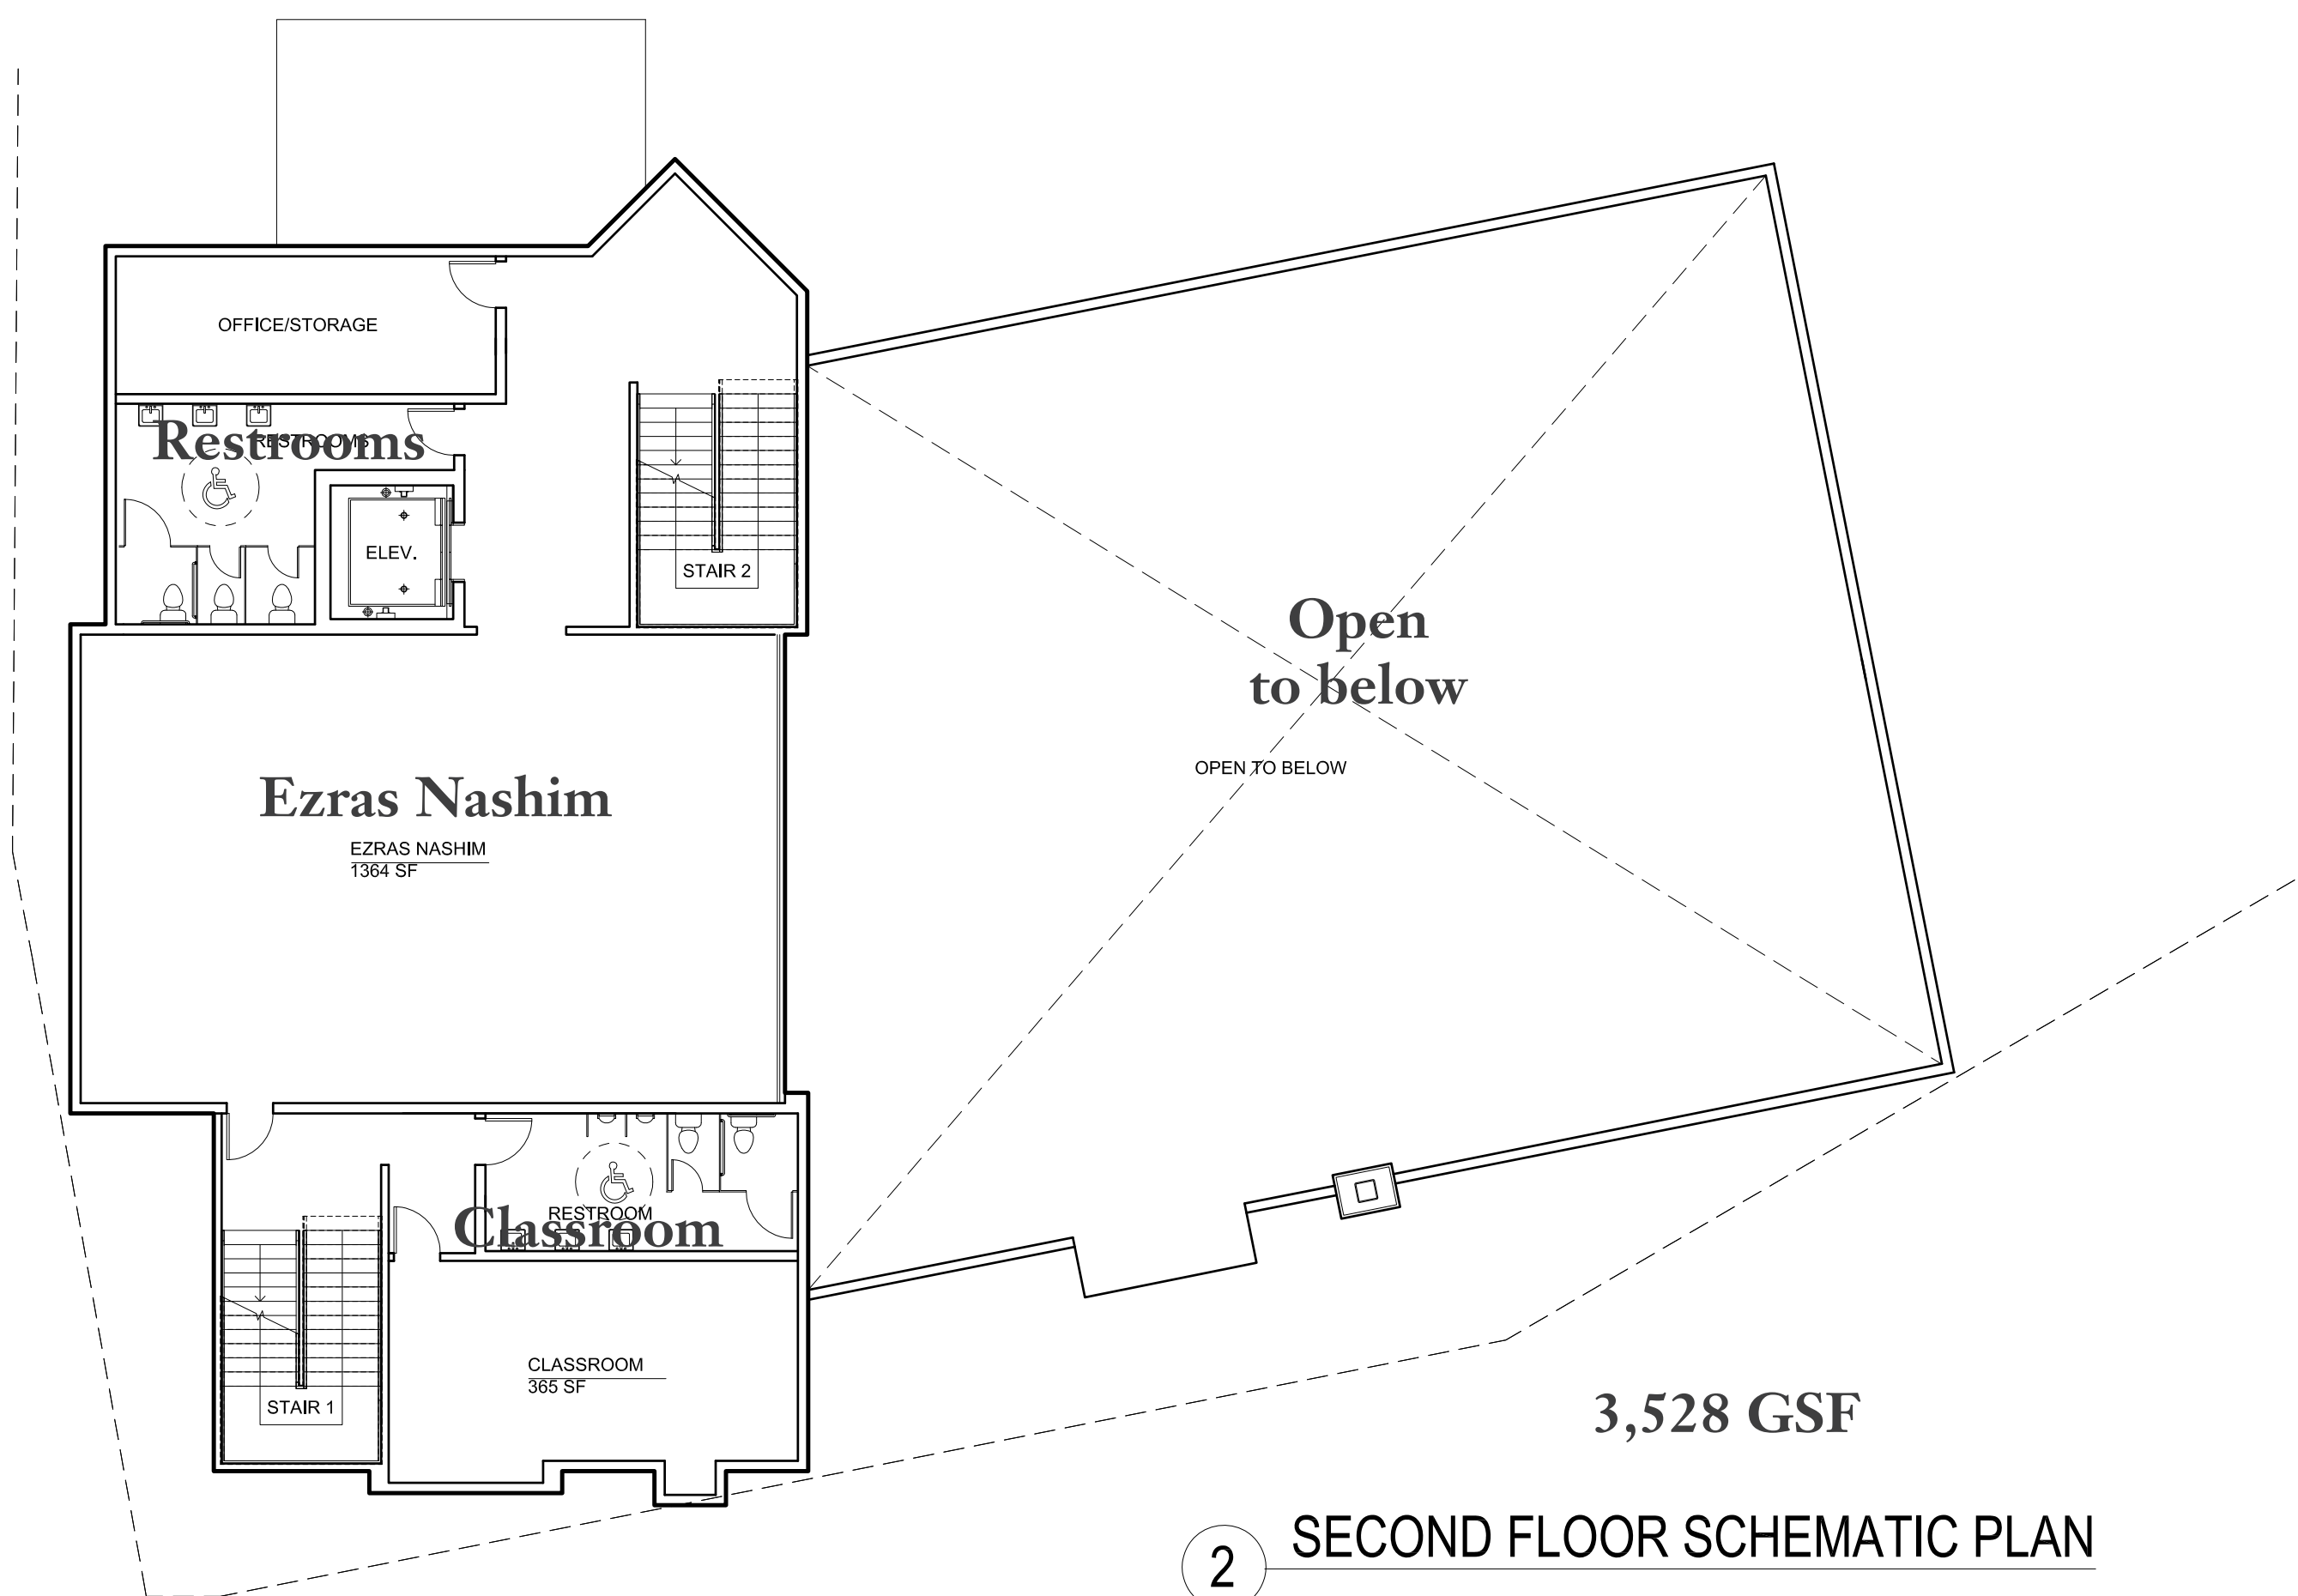 OFFICE/STORAGE
Restrooms
RESTROOMS
ELEV.
STAIR 2
Open
to below
OPEN TO BELOW
Ezras Nashim
EZRAS NASHIM
1364 SF
RESTROOM
Classroom
CLASSROOM
365 SF
STAIR 1
3,528 GSF
2 SECOND FLOOR SCHEMATIC PLAN